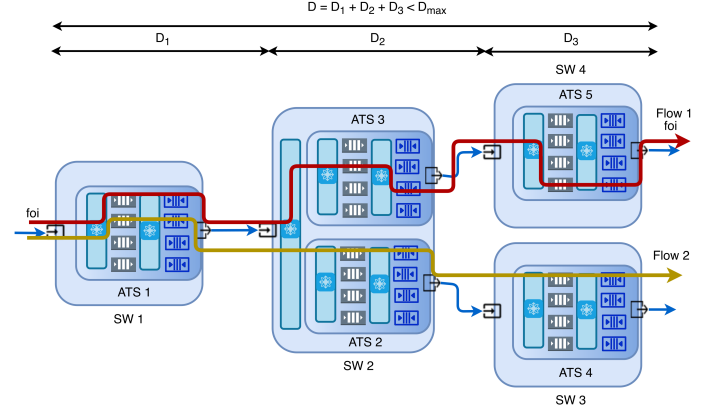 D = D1 + D2 + D3 < Dmax
D1
D2
D3
SW 4
ATS 5
Flow 1
foi
ATS 3
foi
Flow 2
ATS 1
SW 1
ATS 2
SW 2
ATS 4
SW 3